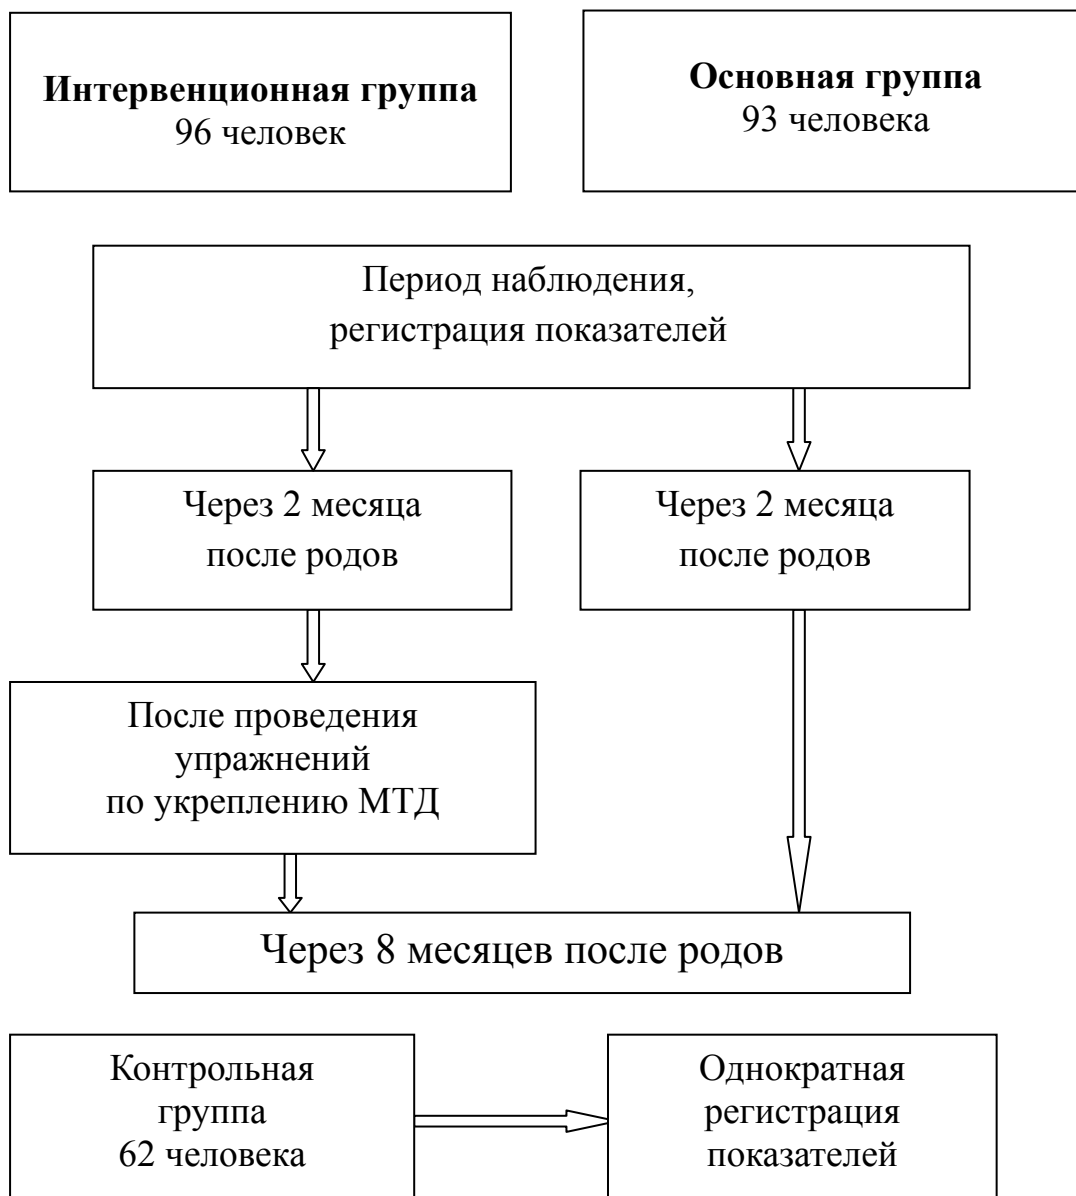 Интервенционная группа
96 человек
Основная группа
93 человека
Период наблюдения,
регистрация показателей
Через 2 месяца
после родов
Через 2 месяца
после родов
После проведения
упражнений
по укреплению МТД
Через 8 месяцев после родов
Контрольная
группа
62 человека
Однократная
регистрация
показателей